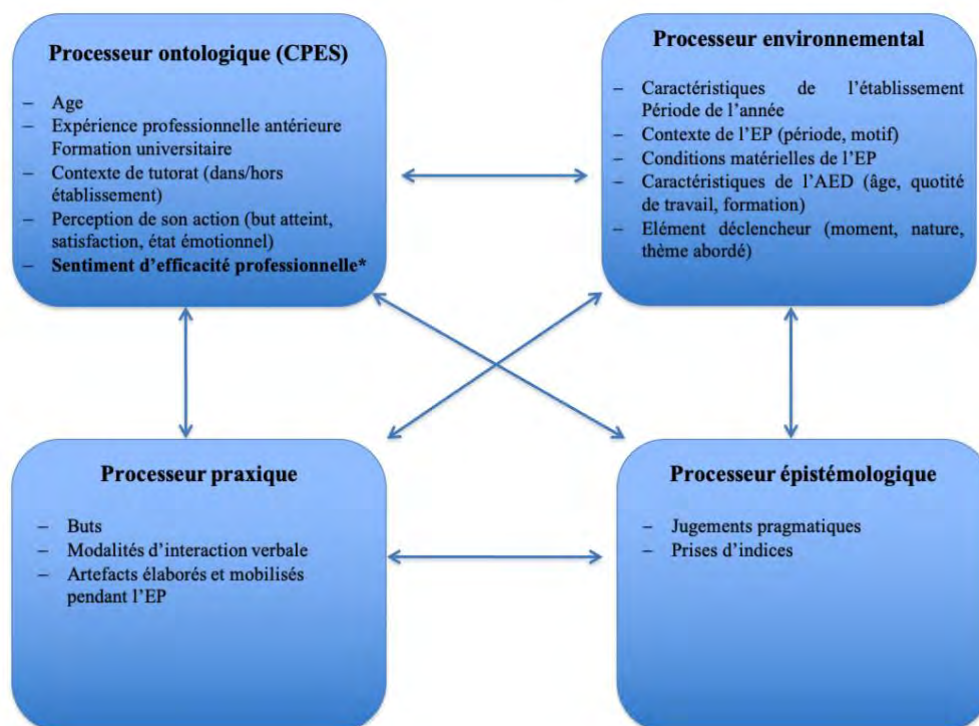 Processeur ontologique (CPES)
– Age
– Expérience professionnelle antérieure
Formation universitaire
– Contexte de tutorat (dans/hors
établissement)
– Perception de son action (but atteint,
satisfaction, état émotionnel)
– Sentiment d’efficacité professionnelle*
Processeur environnemental
– Caractéristiques de l’établissement
Période de l’année
– Contexte de l’EP (période, motif)
– Conditions matérielles de l’EP
– Caractéristiques de l’AED (âge, quotité
de travail, formation)
– Elément déclencheur (moment, nature,
thème abordé)
Processeur praxique
– Buts
– Modalités d’interaction verbale
– Artefacts élaborés et mobilisés
pendant l’EP
Processeur épistémologique
– Jugements pragmatiques
– Prises d’indices